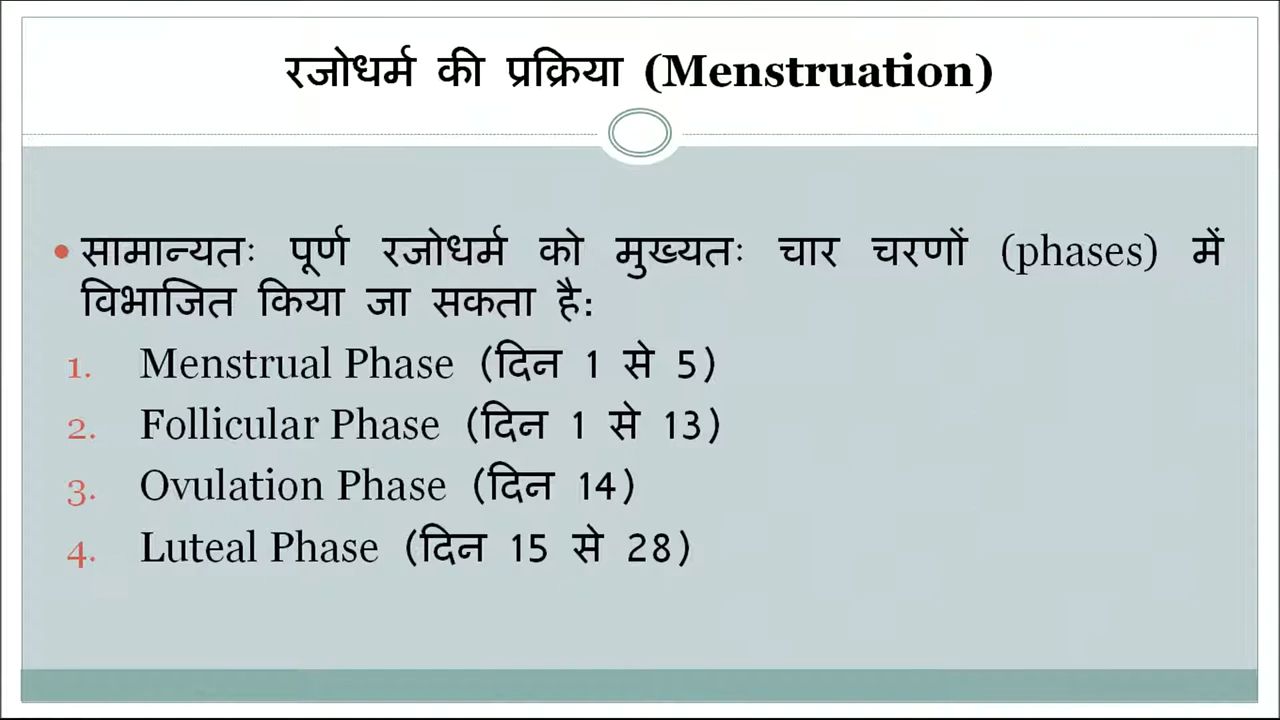 रजोधर्म की प्रक्रिया (Menstruation)
• सामान्यतः पूर्ण रजोधर्म को मुख्यतः चार चरणों (phases) में
विभाजित किया जा सकता है:
1. Menstrual Phase (दिन 1 से 5)
2. Follicular Phase (दिन 1 से 13)
3. Ovulation Phase (दिन 14)
4. Luteal Phase (दिन 15 से 28)